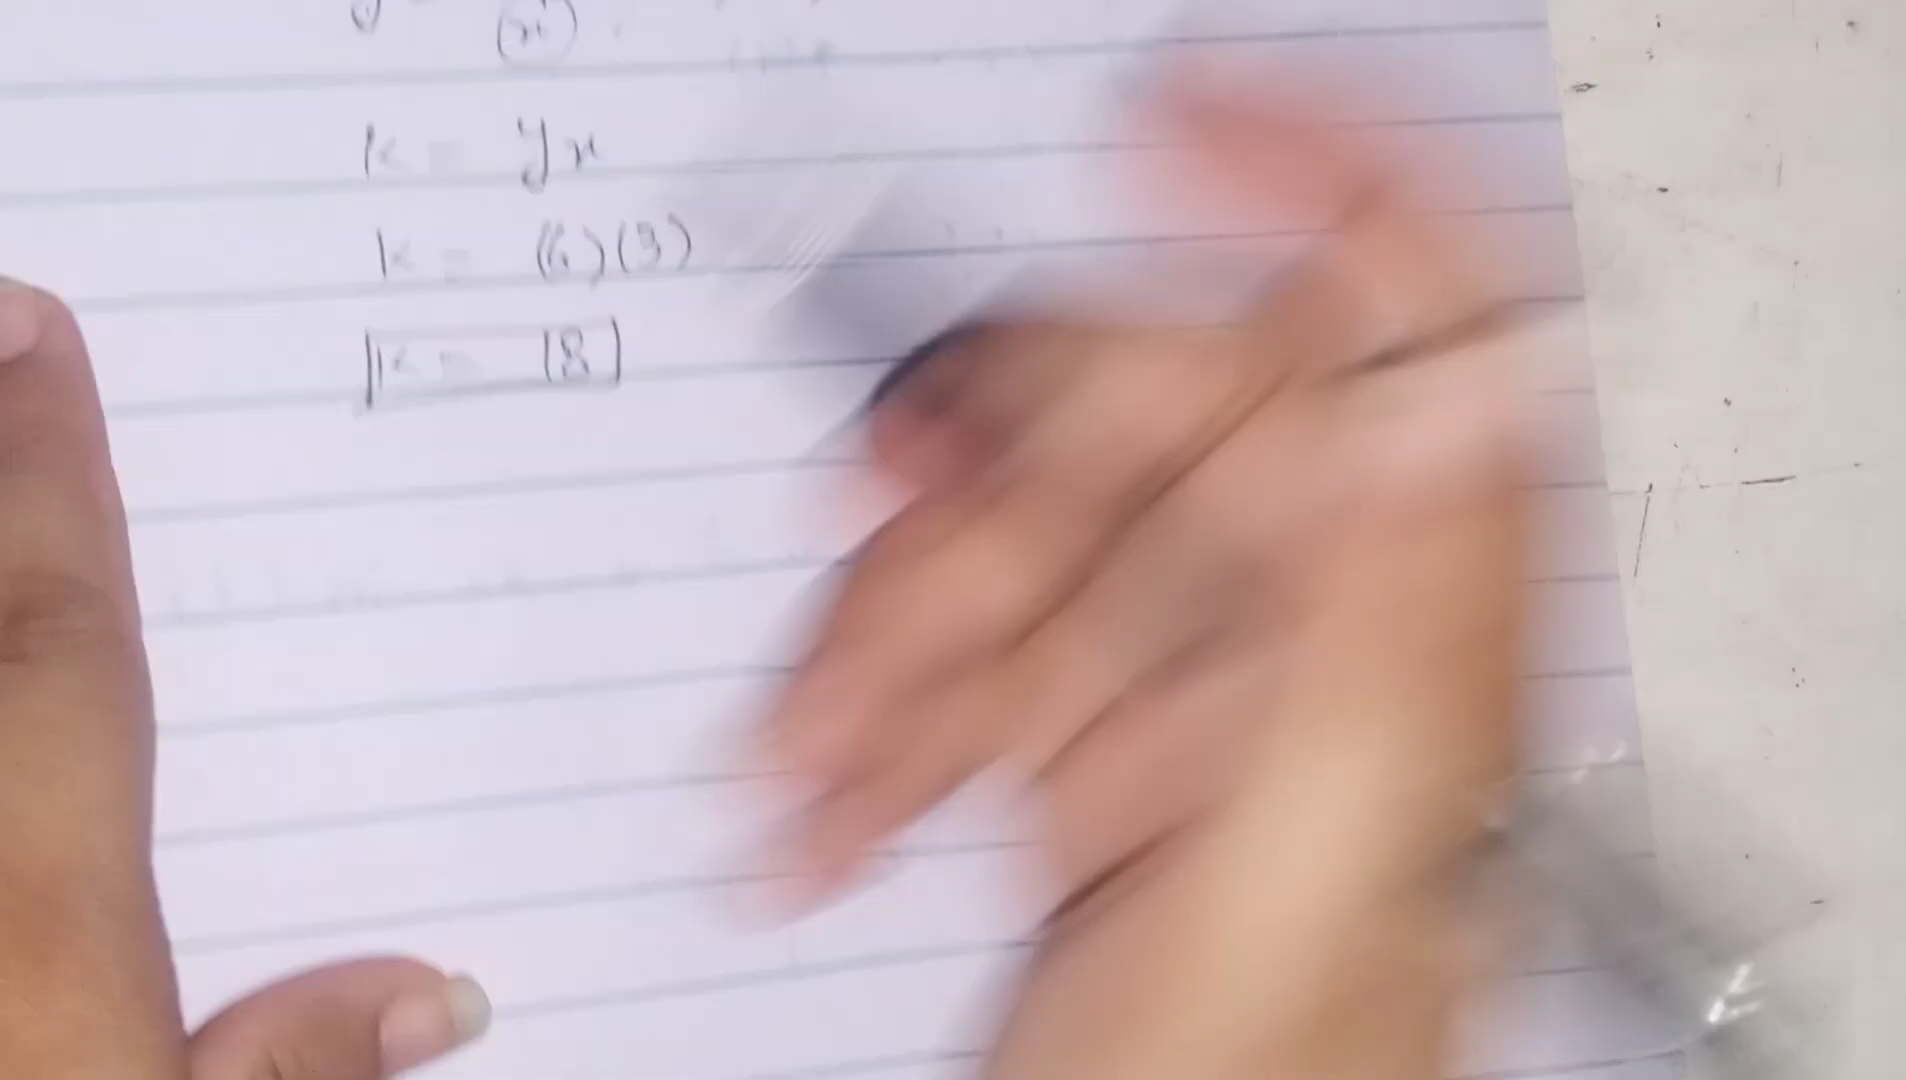 y = (x)
k = yx
k = (6)(3)
k = 18